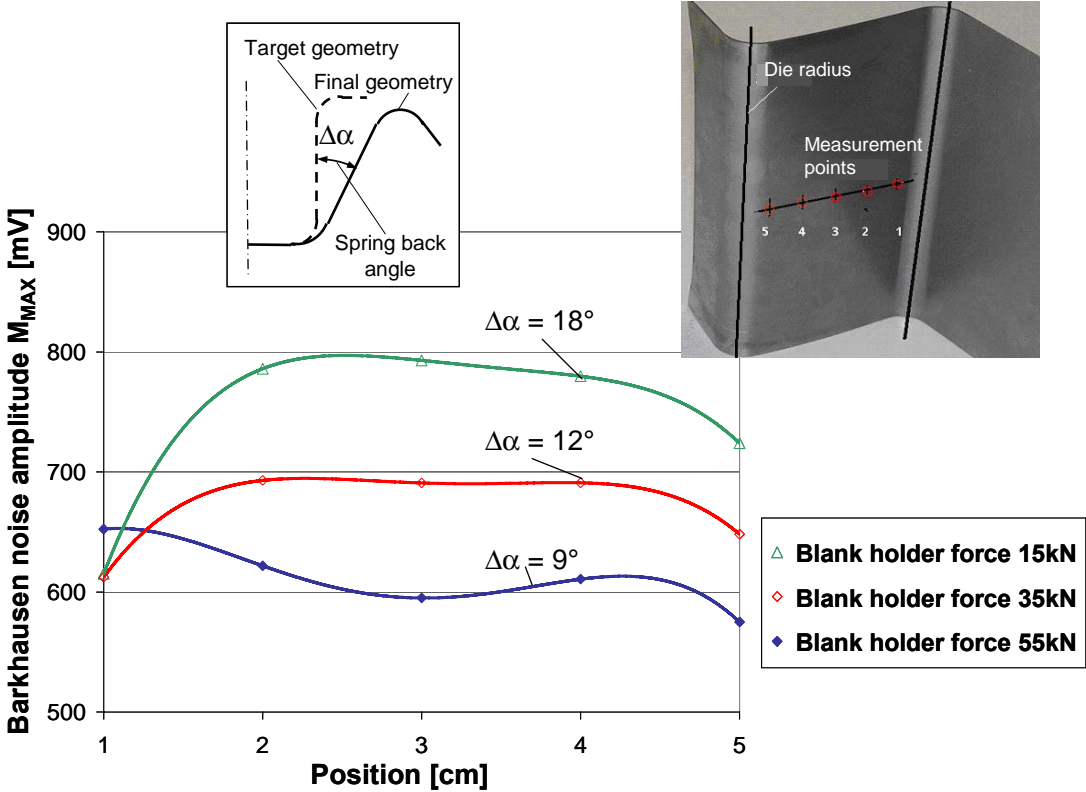 Target geometry
Final geometry
Δα
Spring back
angle
Die radius
Measurement
points
5 4 3 2 1
Barkhausen noise amplitude MMAX [mV]
900
800
700
600
500
Δα = 18°
Δα = 12°
Δα = 9°
1 2 3 4 5
Position [cm]
Blank holder force 15kN
Blank holder force 35kN
Blank holder force 55kN